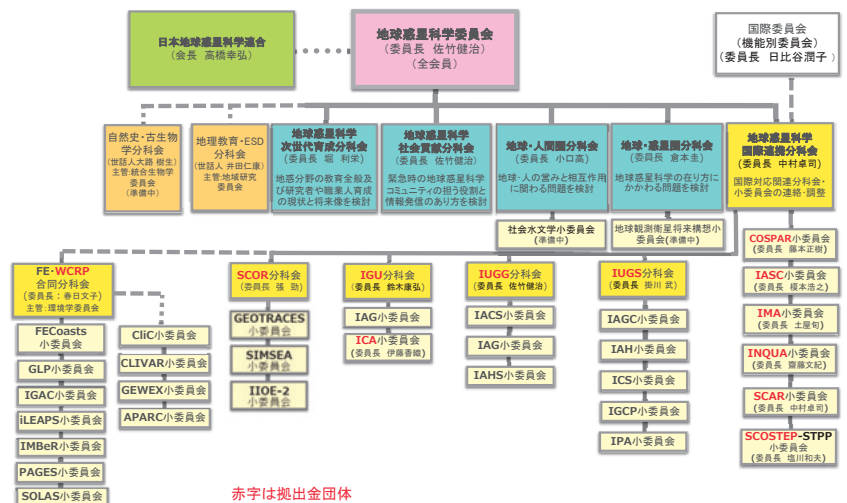 日本地球惑星科学連合
(会長 高橋幸弘)
地球惑星科学委員会
(委員長 佐竹健治)
(全会員)
国際委員会
(機能別委員会)
(委員長 日比谷潤子 )
自然史・古生物
学分科会
(世話人大路 樹生)
主管:統合生物学
委員会
(準備中)
地理教育・ESD
分科会
(世話人 井田仁康)
主管:地域研究
委員会
地球惑星科学
次世代育成分科会
(委員長 堀 利栄)
地惑分野の教育全般及
び研究者や職業人育成
の現状と将来像を検討
地球惑星科学
社会貢献分科会
(委員長 佐竹健治)
緊急時の地球惑星科学
コミュニティの担う役割と
情報発信のあり方を検討
地球・人間圏分科会
(委員長 小口高)
地球・人の営みと相互作用
に関わる問題を検討
地球・惑星圏分科会
(委員長 倉本圭)
地球惑星科学の在り方に
かかわる問題を検討
地球惑星科学
国際連携分科会
(委員長 中村卓司)
国際対応関連分科会・
小委員会の連絡・調整
社会水文学小委員会
(準備中)
地球観測衛星将来構想小
委員会(準備中)
FE・WCRP
合同分科会
(委員長:春日文子)
主管:環境学委員会
FECoasts
小委員会
GLP小委員会
IGAC小委員会
iLEAPS小委員会
IMBeR小委員会
PAGES小委員会
SOLAS小委員会
CliC小委員会
CLIVAR小委員会
GEWEX小委員会
APARC小委員会
SCOR分科会
(委員長 張 勁)
GEOTRACES
小委員会
SIMSEA
小委員会
IIOE-2
小委員会
IGU分科会
(委員長 鈴木康弘)
IAG小委員会
ICA小委員会
(委員長 伊藤香織)
IUGG分科会
(委員長 佐竹健治)
IACS小委員会
IAG小委員会
IAHS小委員会
IUGS分科会
(委員長 掛川 武)
IAGC小委員会
IAH小委員会
ICS小委員会
IGCP小委員会
IPA小委員会
COSPAR小委員会
(委員長 藤本正樹)
IASC小委員会
(委員長 榎本浩之)
IMA小委員会
(委員長 土屋旬)
INQUA小委員会
(委員長 齋藤文紀)
SCAR小委員会
(委員長 中村卓司)
SCOSTEP-STPP
小委員会
(委員長 塩川和夫)
赤字は拠出金団体